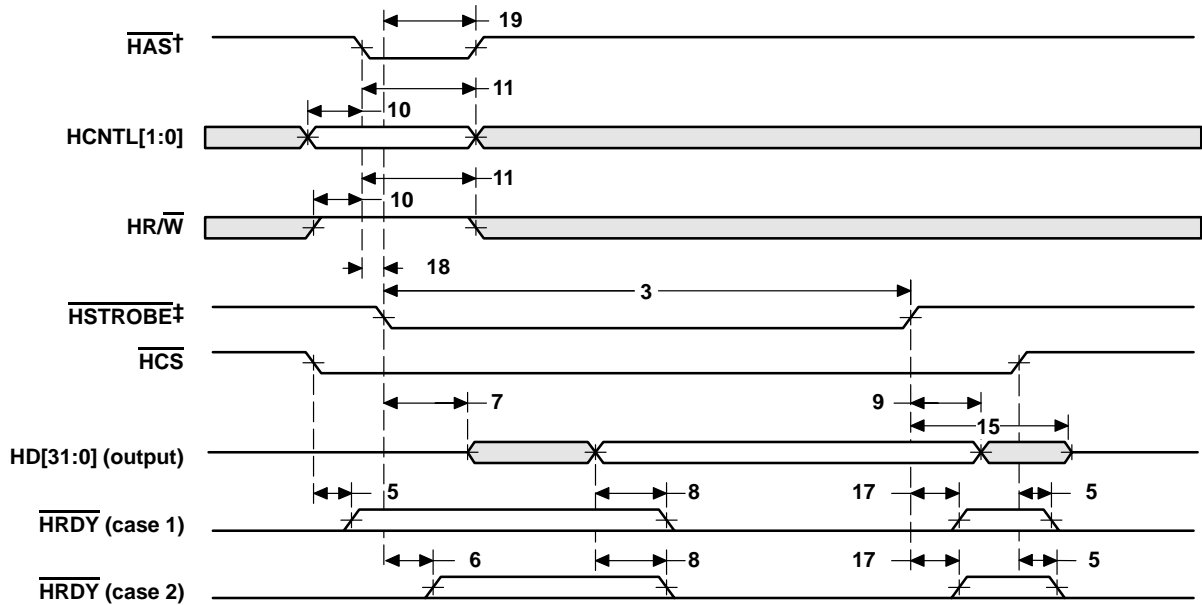 19
HAS†
11
10
HCNTL[1:0]
11
10
HR/W
18
3
HSTROBE‡
HCS
7
9
15
HD[31:0] (output)
5
8
17
5
HRDY (case 1)
6
8
17
5
HRDY (case 2)